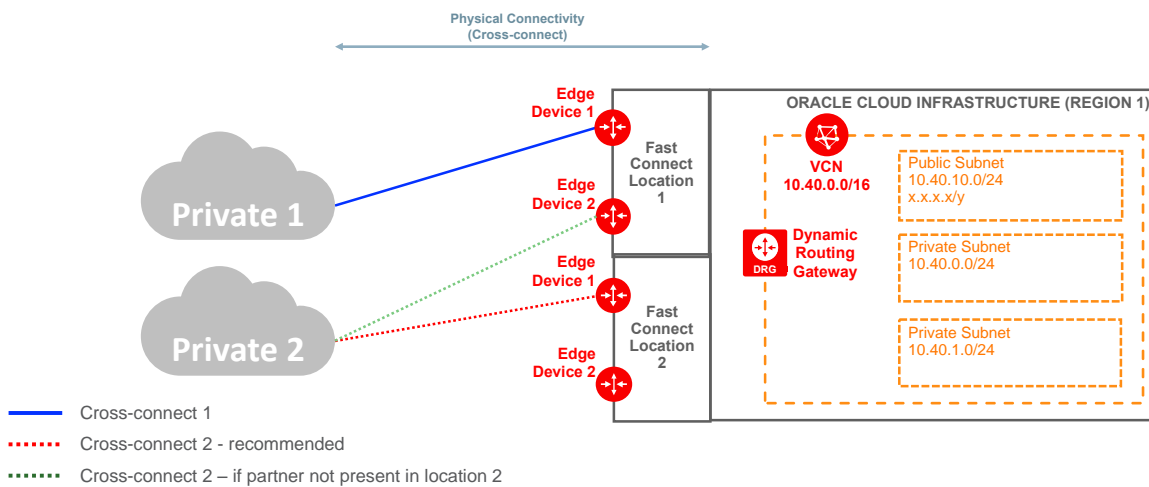 Physical Connectivity
(Cross-connect)
Edge
Device 1
ORACLE CLOUD INFRASTRUCTURE (REGION 1)
Fast
Connect
Location
1
VCN
10.40.0.0/16
Public Subnet
10.40.10.0/24
x.x.x.x/y
Private 1
Edge
Device 2
Dynamic
Routing
Gateway
DRG
Private Subnet
10.40.0.0/24
Edge
Device 1
Fast
Connect
Location
2
Private 2
Private Subnet
10.40.1.0/24
Edge
Device 2
Cross-connect 1
Cross-connect 2 - recommended
Cross-connect 2 – if partner not present in location 2